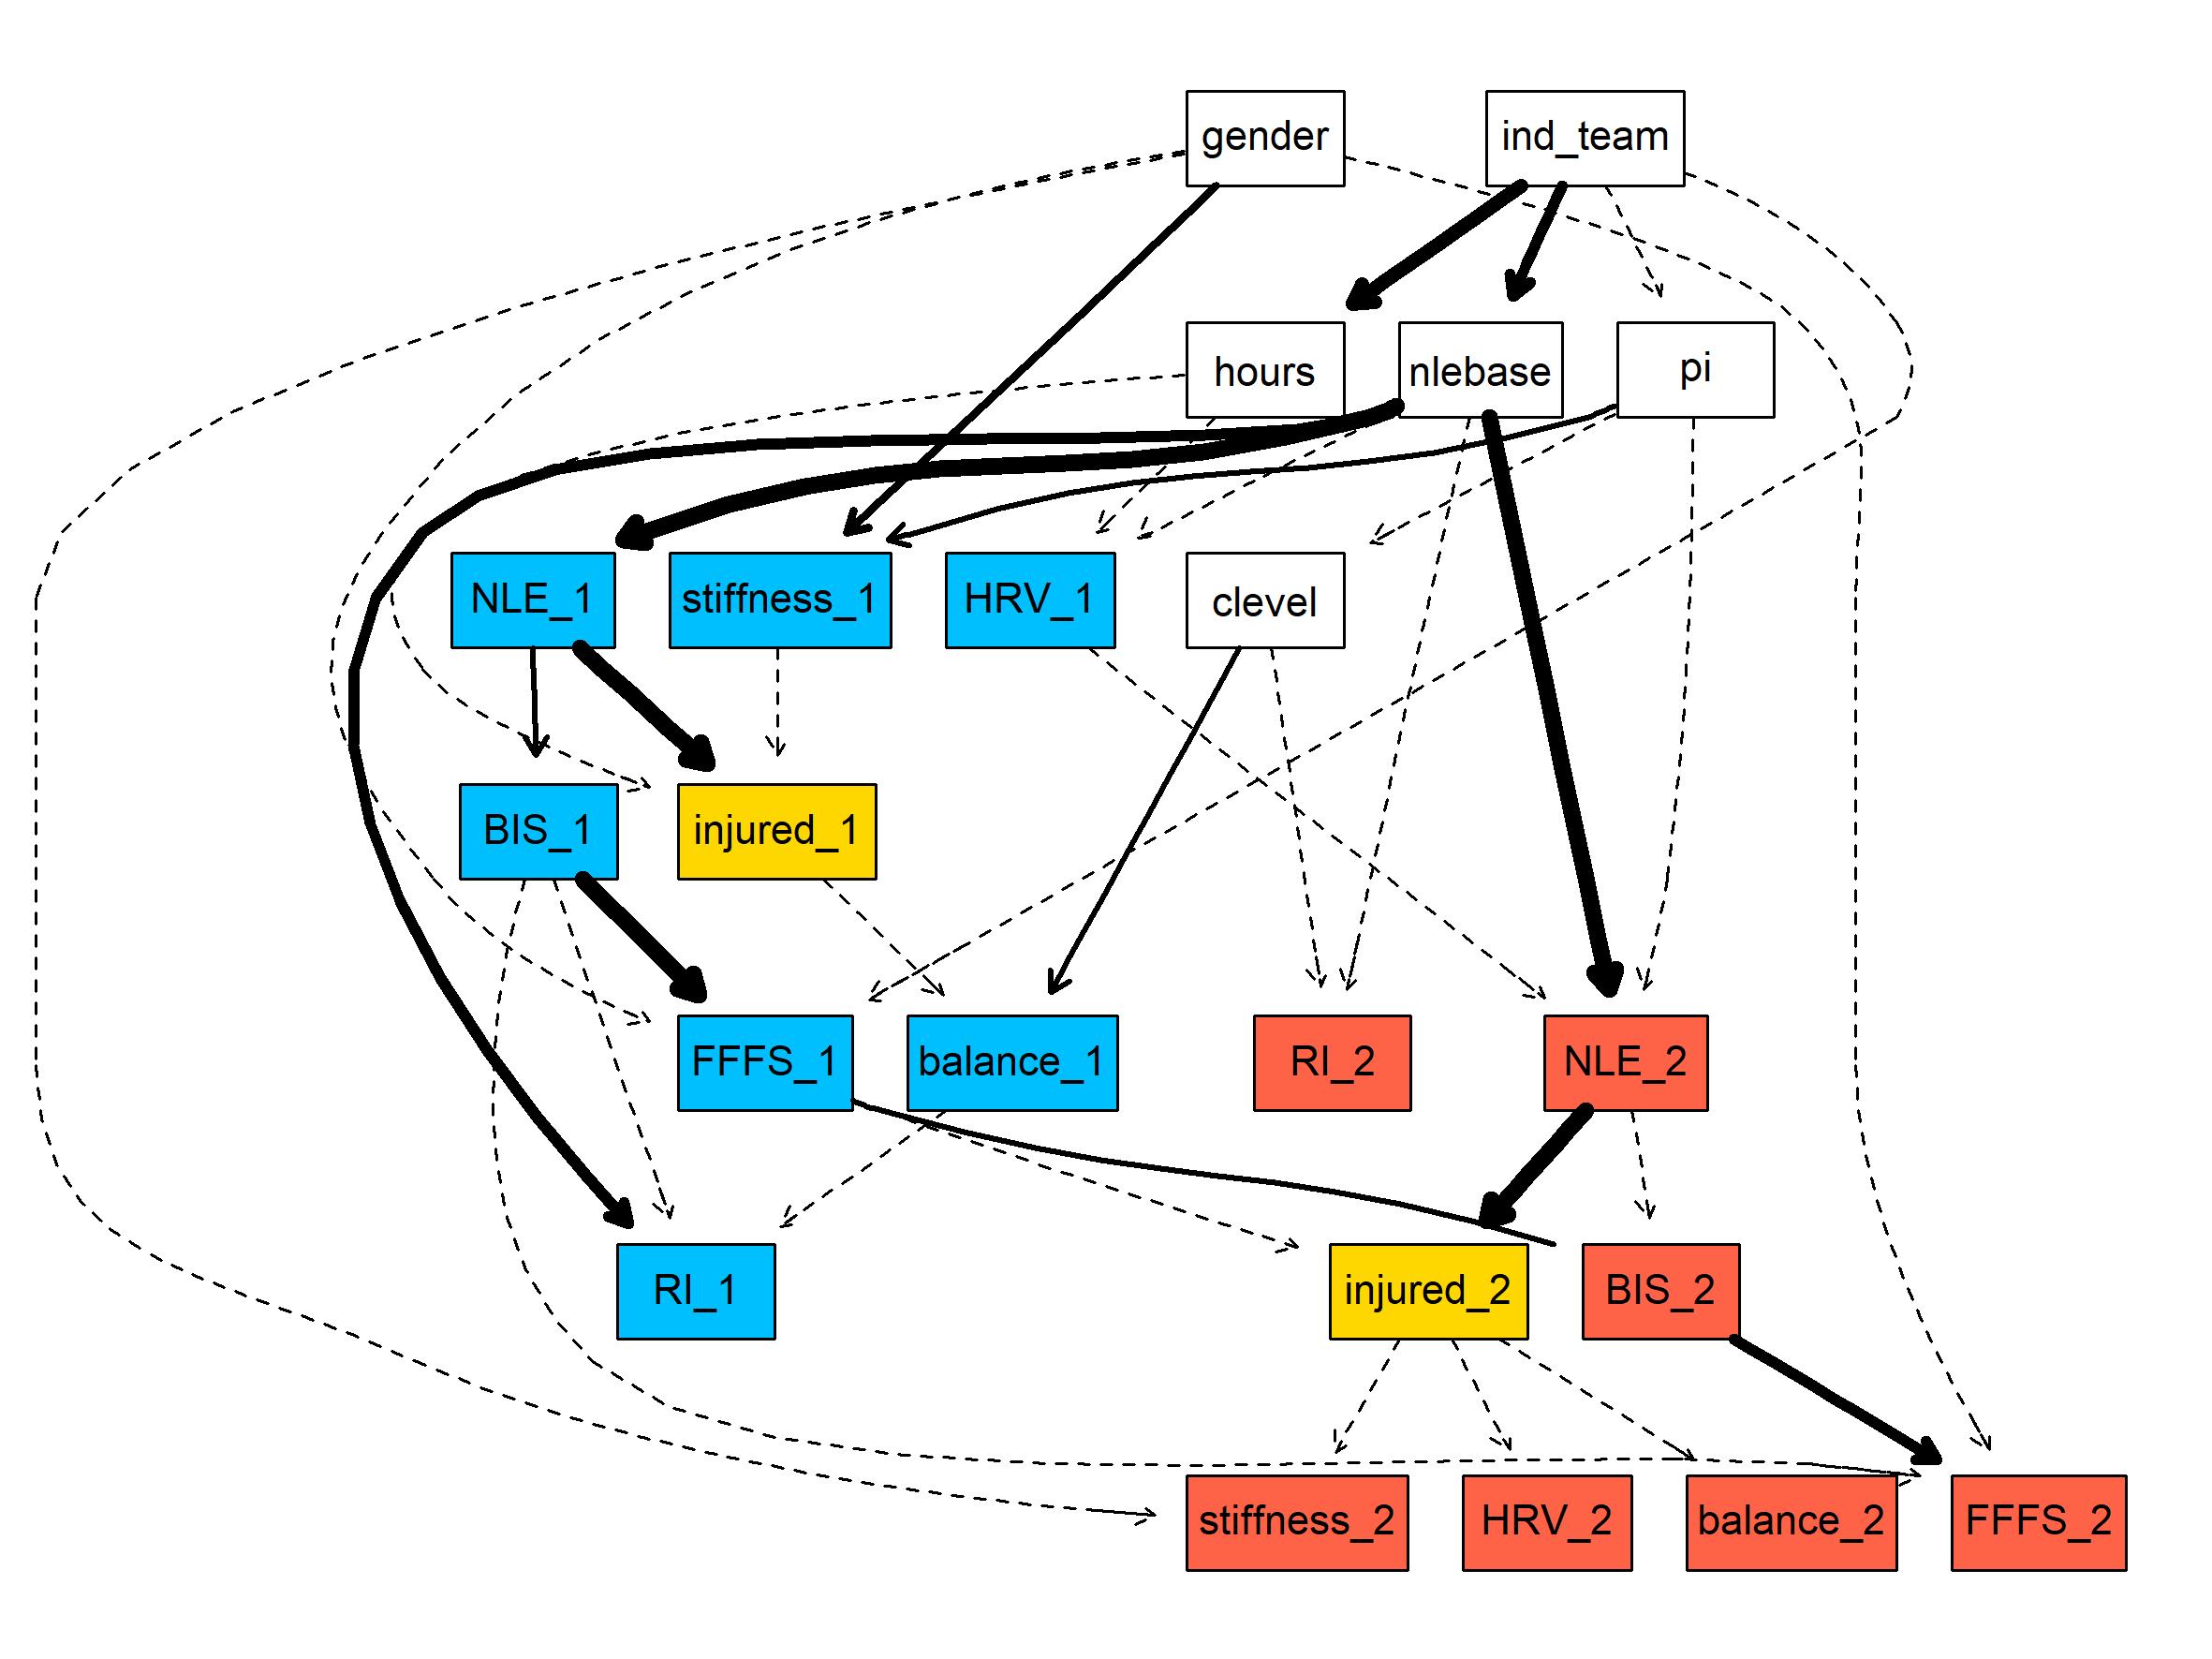 gender
ind_team
hours
nlebase
pi
NLE_1
stiffness_1
HRV_1
clevel
BIS_1
injured_1
FFFS_1
balance_1
RI_2
NLE_2
RI_1
injured_2
BIS_2
stiffness_2
HRV_2
balance_2
FFFS_2